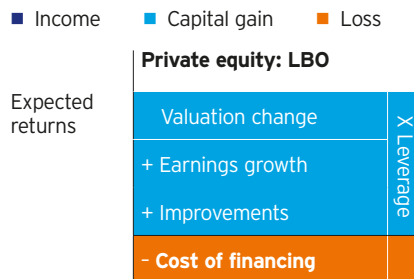 Income Capital gain Loss
Private equity: LBO
Expected
returns
Valuation change
+ Earnings growth
+ Improvements
X Leverage
- Cost of financing